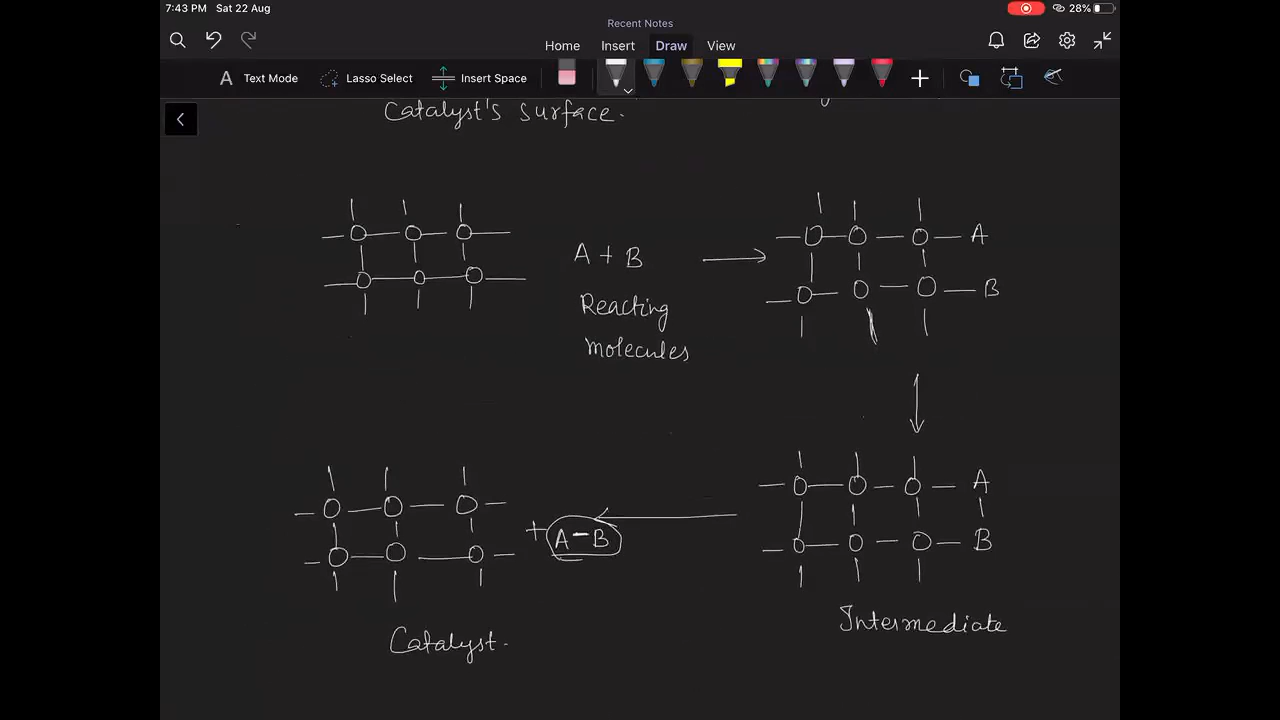 7:43 PM Sat 22 Aug
28%
Recent Notes
Home Insert Draw View
A Text Mode Lasso Select Insert Space
Catalyst's surface.
A + B
Reacting
molecules
A
B
A
B
+ A - B
Intermediate
Catalyst.